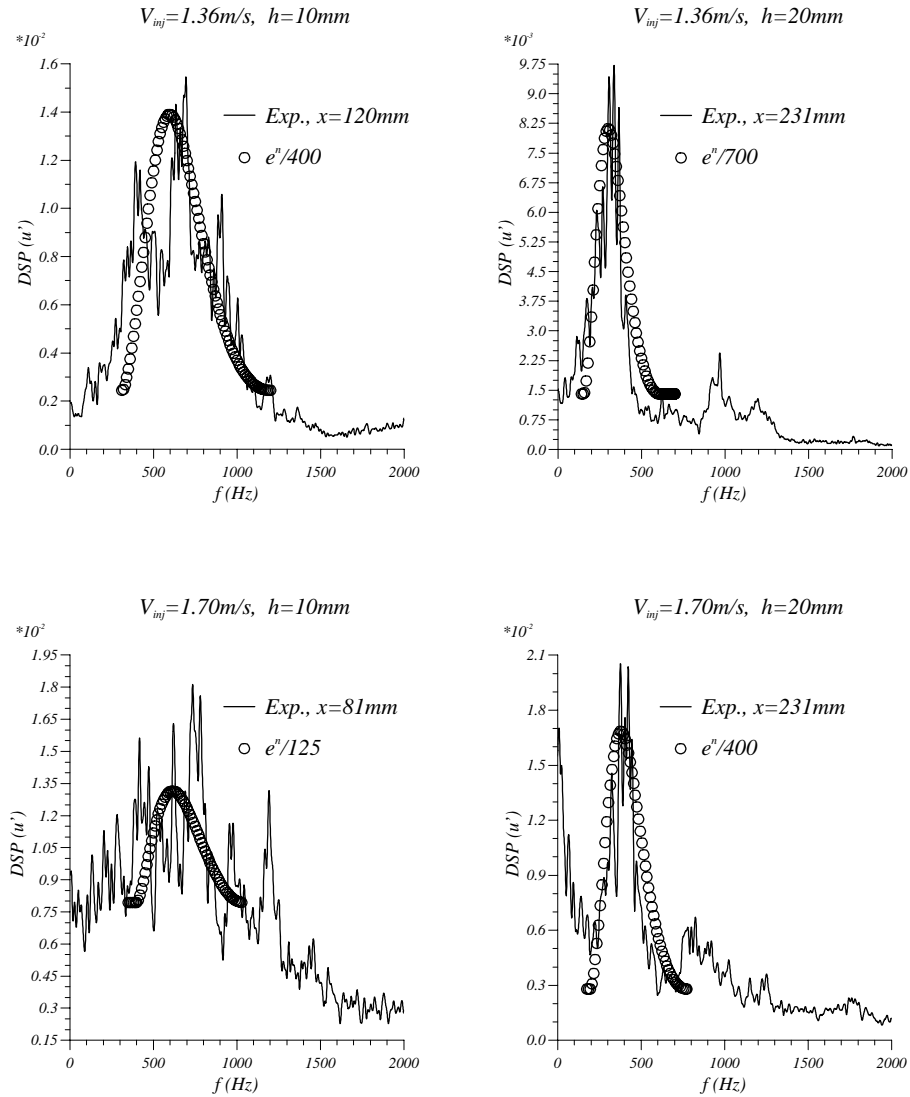 V_inj=1.36m/s, h=10mm
*10^-2
1.6
1.4
1.2
1.0
0.8
0.6
0.4
0.2
0.0
DSP (u')
Exp., x=120mm
e^n/400
0 500 1000 1500 2000
f (Hz)
V_inj=1.36m/s, h=20mm
*10^-3
9.75
9.0
8.25
7.5
6.75
6.0
5.25
4.5
3.75
3.0
2.25
1.5
0.75
0.0
DSP (u')
Exp., x=231mm
e^n/700
0 500 1000 1500 2000
f (Hz)
V_inj=1.70m/s, h=10mm
*10^-2
1.95
1.8
1.65
1.5
1.35
1.2
1.05
0.9
0.75
0.6
0.45
0.3
0.15
DSP (u')
Exp., x=81mm
e^n/125
0 500 1000 1500 2000
f (Hz)
V_inj=1.70m/s, h=20mm
*10^-2
2.1
1.8
1.5
1.2
0.9
0.6
0.3
0.0
DSP (u')
Exp., x=231mm
e^n/400
0 500 1000 1500 2000
f (Hz)